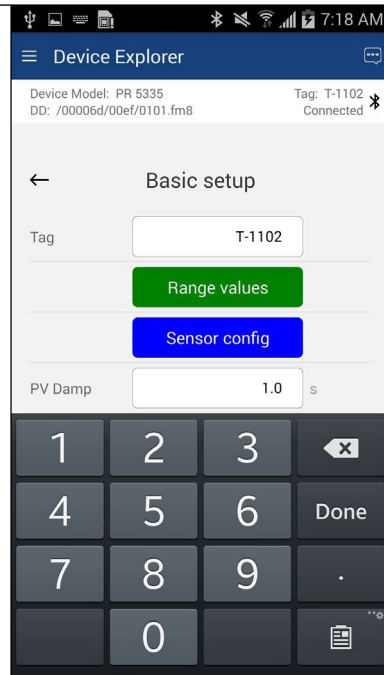 7:18 AM
Device Explorer
Device Model: PR 5335
Tag: T-1102
DD: /00006d/00ef/0101.fm8
Connected
Basic setup
Tag
T-1102
Range values
Sensor config
PV Damp
1.0
s
1 2 3
4 5 6 Done
7 8 9 .
0